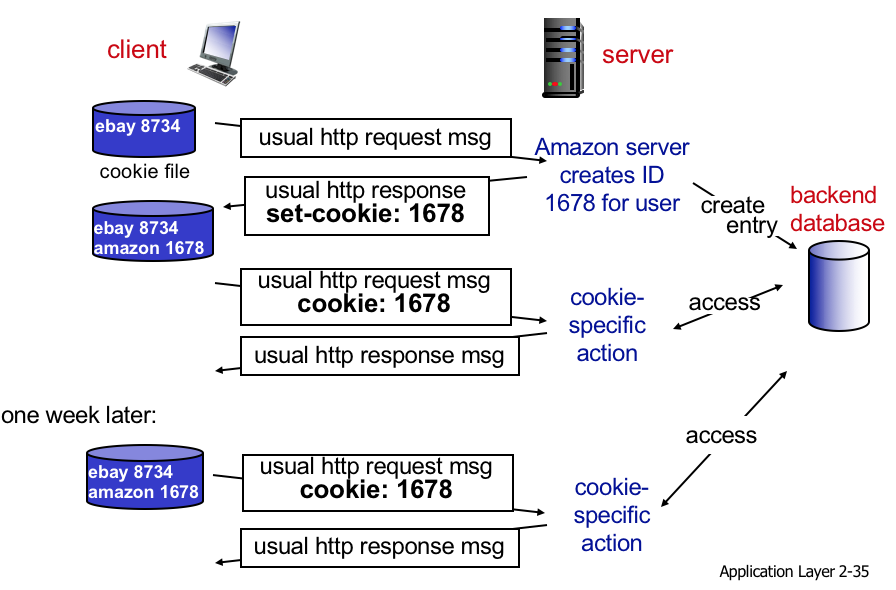 client
server
ebay 8734
cookie file
usual http request msg
Amazon server
creates ID
1678 for user
usual http response
set-cookie: 1678
create
entry
backend
database
ebay 8734
amazon 1678
usual http request msg
cookie: 1678
cookie-
specific
action
access
usual http response msg
one week later:
access
ebay 8734
amazon 1678
usual http request msg
cookie: 1678
cookie-
specific
action
usual http response msg
Application Layer 2-35